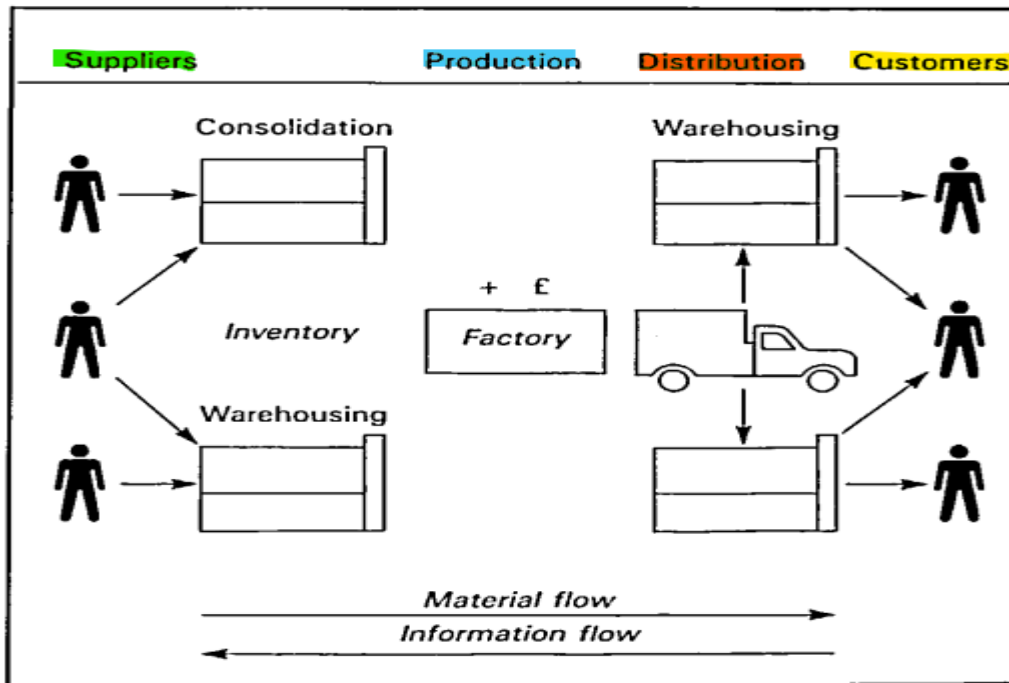 Suppliers Production Distribution Customers
Consolidation Warehousing
+ £
Inventory Factory
Warehousing
Material flow
Information flow